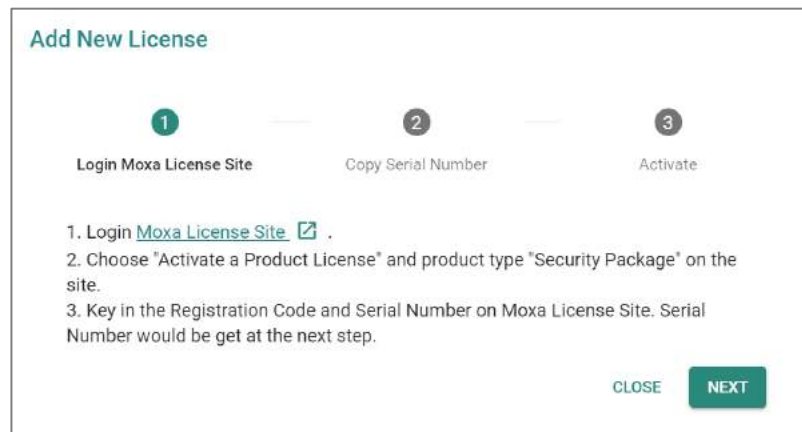 Add New License
1 2 3
Login Moxa License Site Copy Serial Number Activate
1. Login Moxa License Site .
2. Choose "Activate a Product License" and product type "Security Package" on the
site.
3. Key in the Registration Code and Serial Number on Moxa License Site. Serial
Number would be get at the next step.
CLOSE NEXT